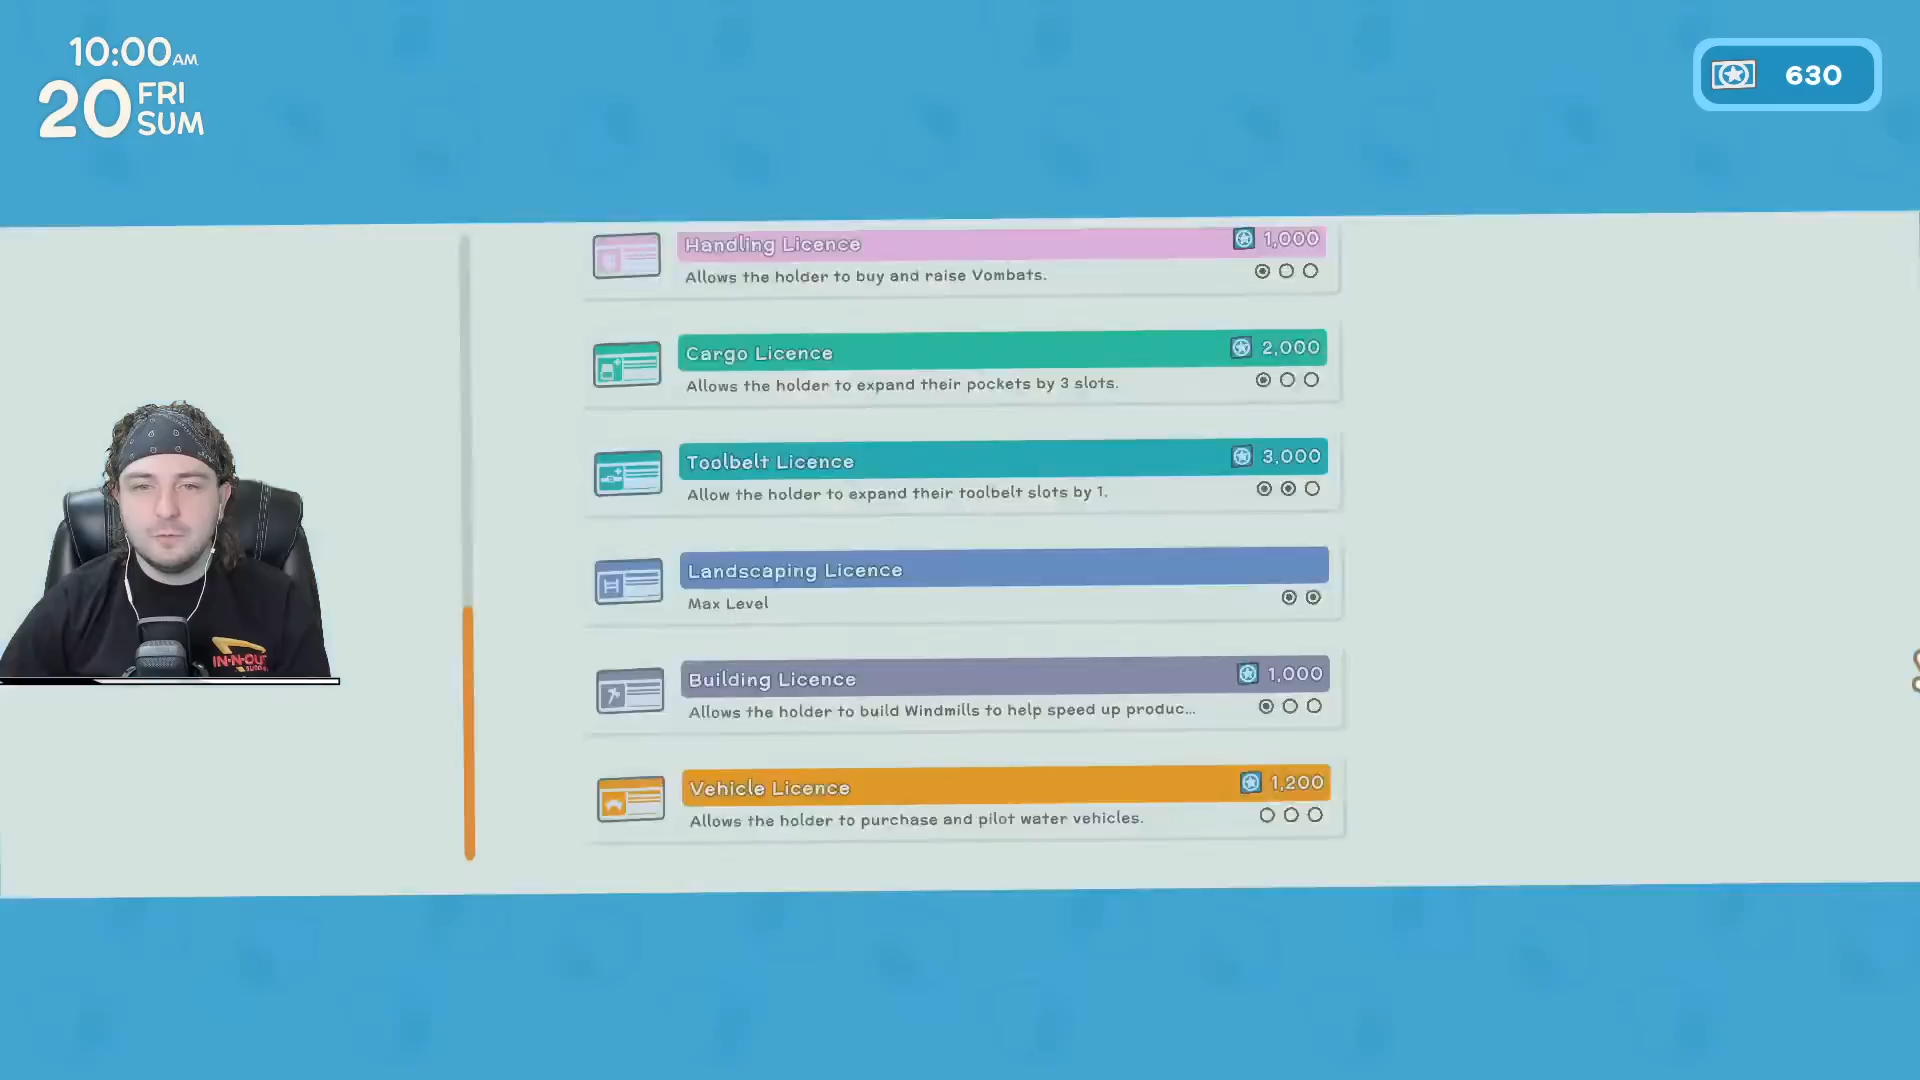 10:00AM
20 FRI
SUM
630
Handling Licence 1,000
Allows the holder to buy and raise Vombats.
Cargo Licence 2,000
Allows the holder to expand their pockets by 3 slots.
Toolbelt Licence 3,000
Allow the holder to expand their toolbelt slots by 1.
Landscaping Licence
Max Level
Building Licence 1,000
Allows the holder to build Windmills to help speed up produc...
Vehicle Licence 1,200
Allows the holder to purchase and pilot water vehicles.
IN-N-OUT